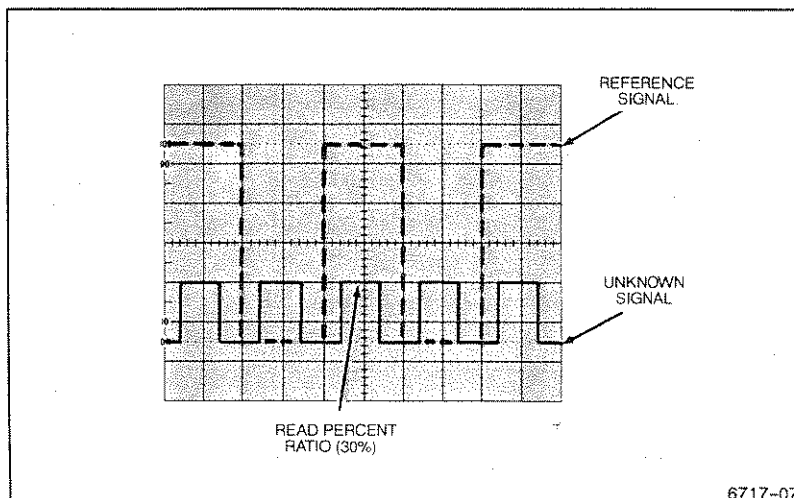 REFERENCE
SIGNAL
UNKNOWN
SIGNAL
READ PERCENT
RATIO (30%)
6717-07